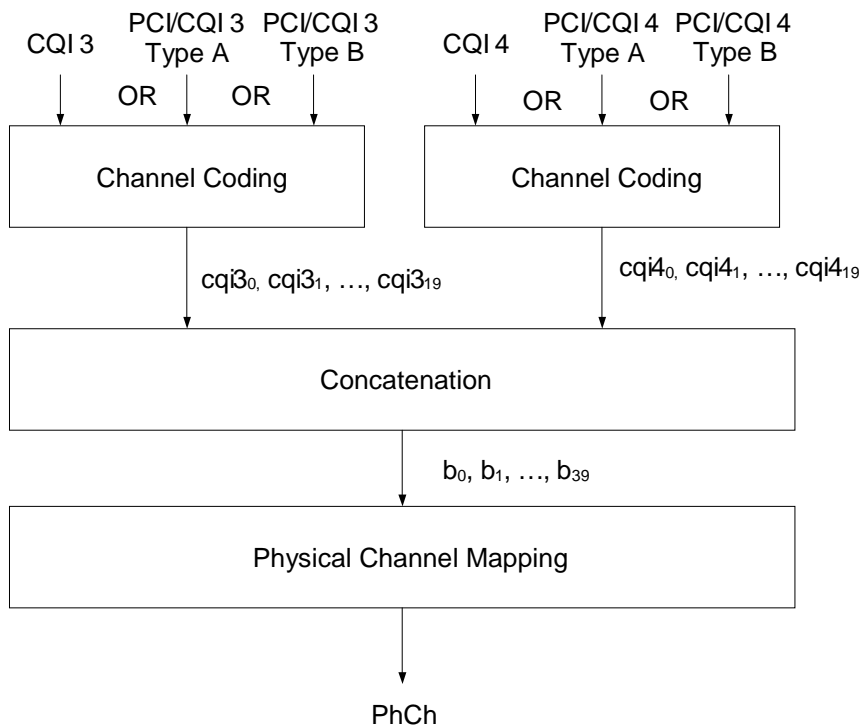 CQI 3
PCI/CQI 3
Type A
PCI/CQI 3
Type B
CQI 4
PCI/CQI 4
Type A
PCI/CQI 4
Type B
OR
OR
OR
OR
Channel Coding
Channel Coding
cqi3₀, cqi3₁, …, cqi3₁₉
cqi4₀, cqi4₁, …, cqi4₁₉
Concatenation
b₀, b₁, …, b₃₉
Physical Channel Mapping
PhCh